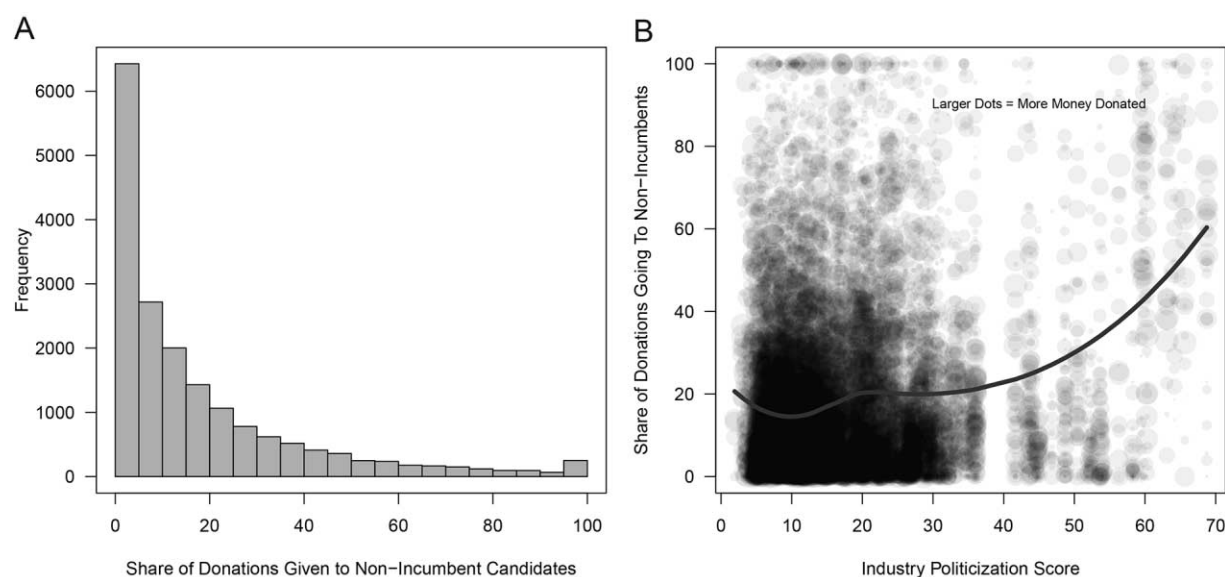 A
Frequency
6000
5000
4000
3000
2000
1000
0
0 20 40 60 80 100
Share of Donations Given to Non−Incumbent Candidates
B
Share of Donations Going To Non−Incumbents
100
80
60
40
20
0
Larger Dots = More Money Donated
0 10 20 30 40 50 60 70
Industry Politicization Score